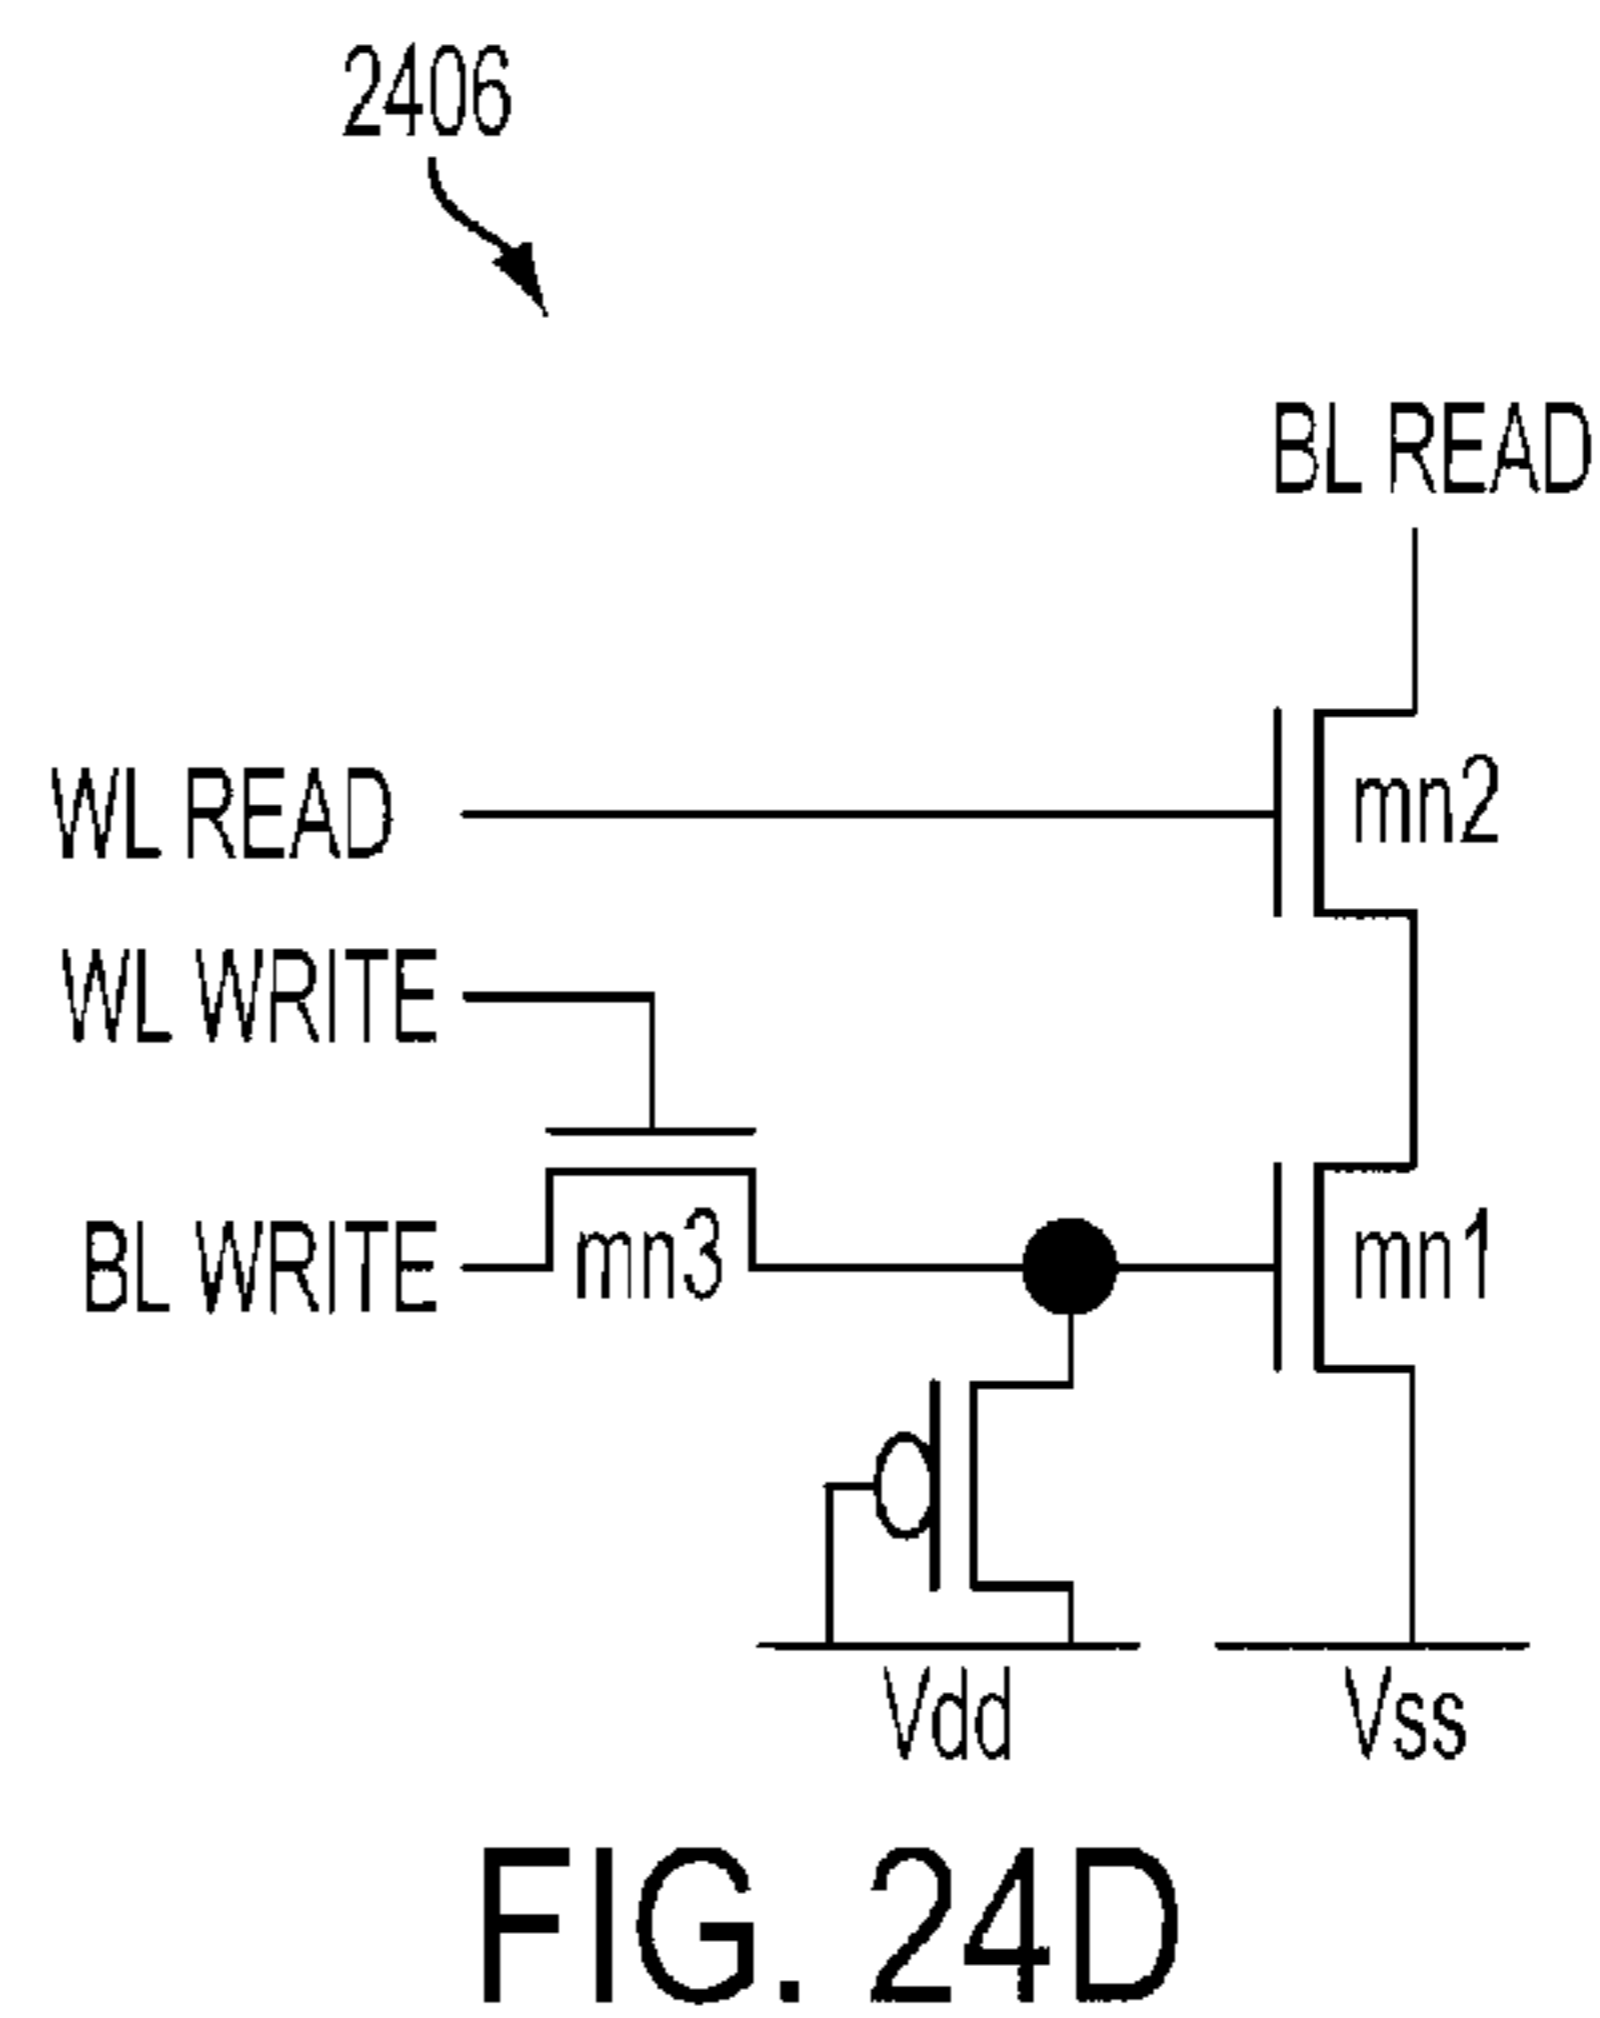 2406
BL READ
WL READ
mn2
WL WRITE
BL WRITE
mn3
mn1
Vdd
Vss
FIG. 24D